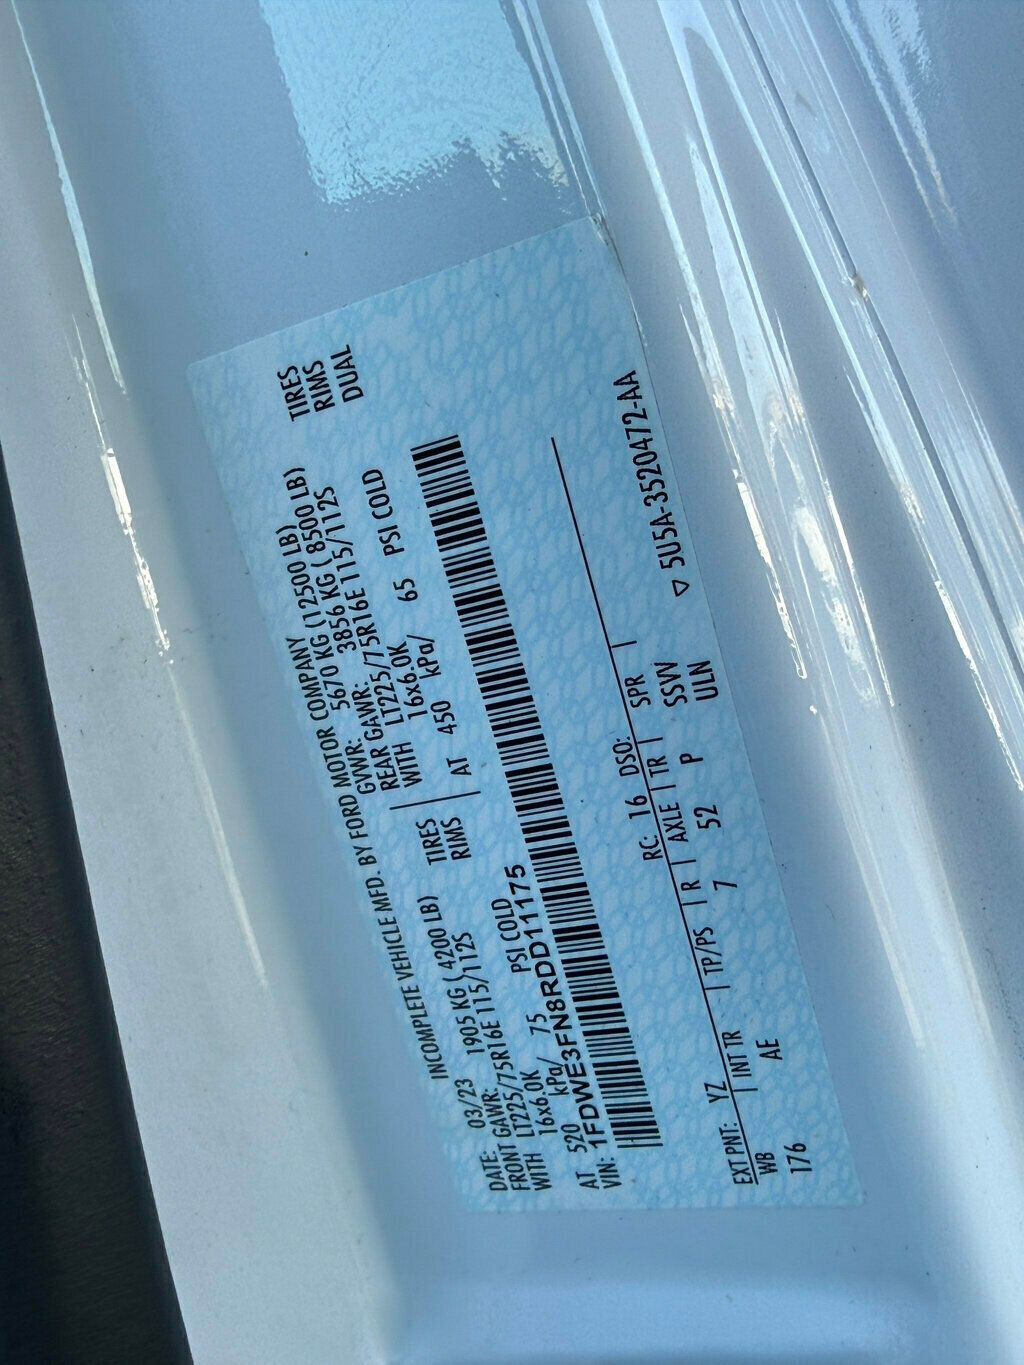 INCOMPLETE VEHICLE MFD. BY FORD MOTOR COMPANY
DATE: 03/23 GVWR: 5670 KG (12500 LB)
FRONT GAWR: 1905 KG ( 4200 LB) REAR GAWR: 3856 KG ( 8500 LB)
WITH LT225/75R16E 115/112S TIRES WITH LT225/75R16E 115/112S TIRES
16x6.0K RIMS 16x6.0K RIMS
AT 520 kPa/ 75 PSI COLD AT 450 kPa/ 65 PSI COLD DUAL
VIN: 1FDWE3FN8RDD11175
EXT PNT: YZ RC: 16 DSO:
WB INT TR TP/PS R AXLE TR SPR
176 AE 7 52 P SSVV
ULN
▽ 5U5A-3520472-AA